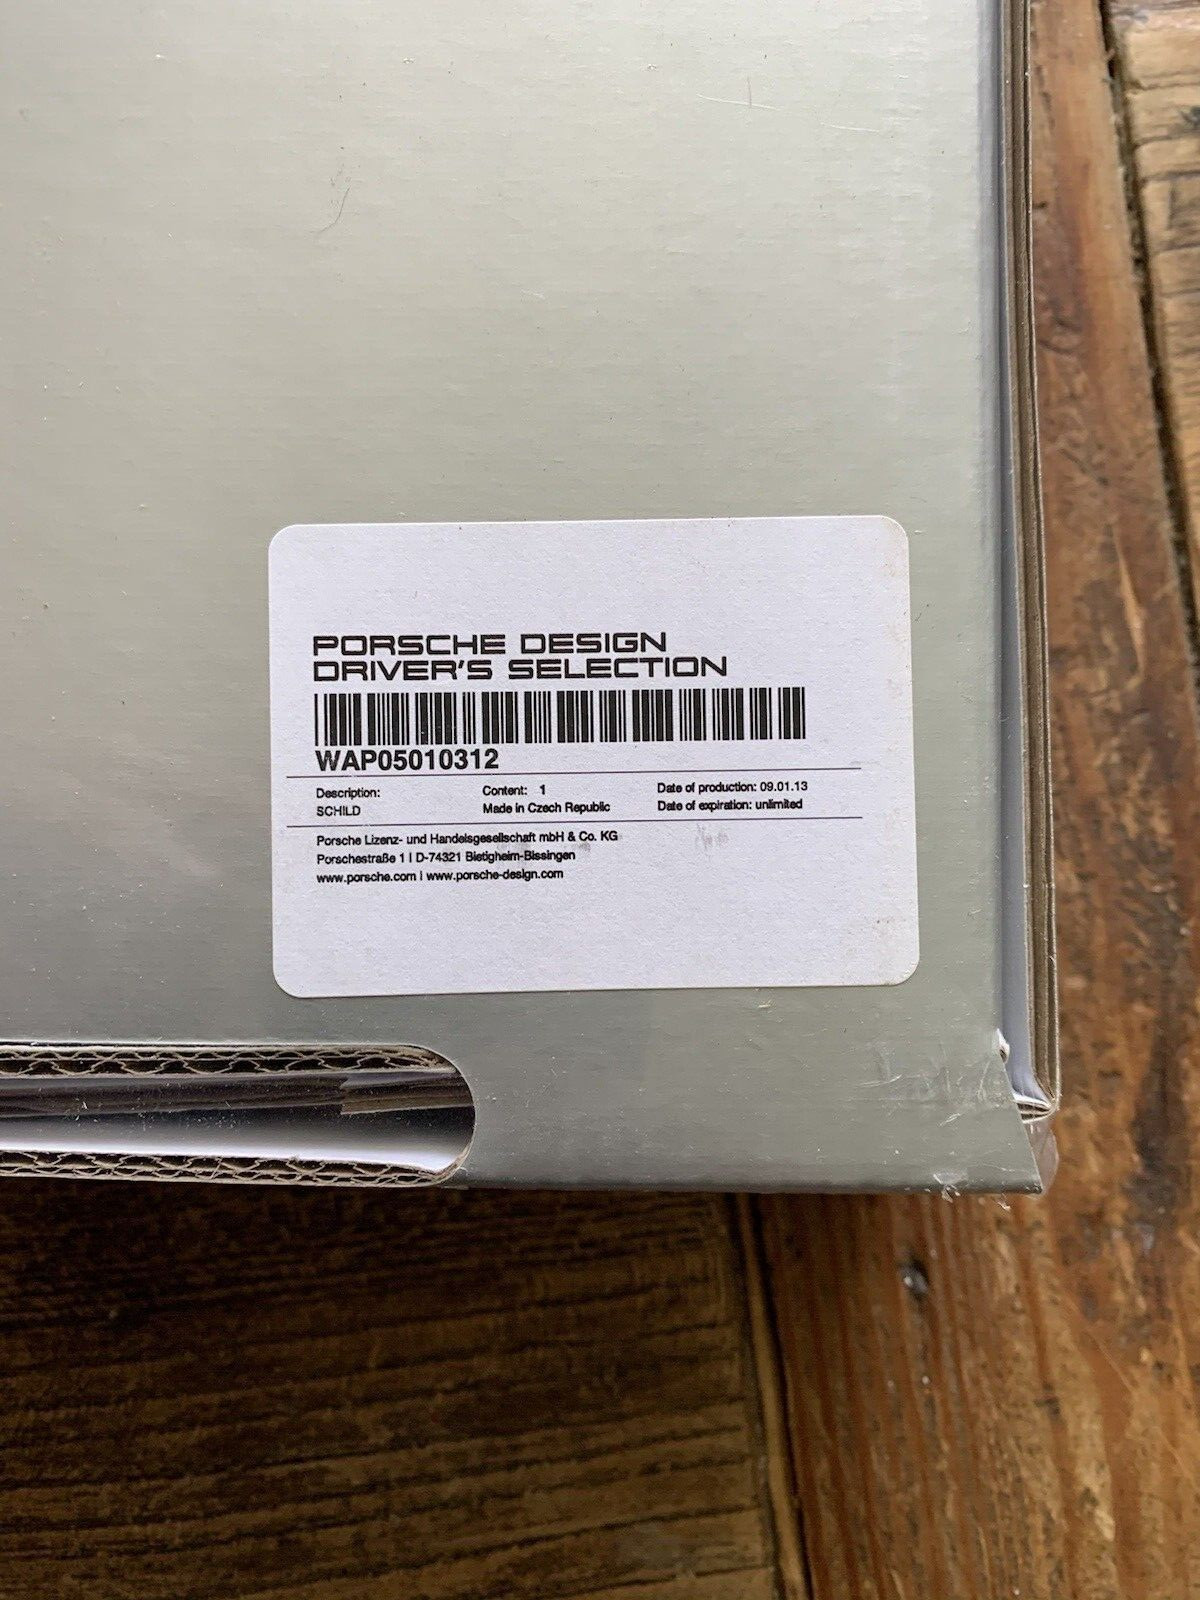 PORSCHE DESIGN
DRIVER'S SELECTION
WAP05010312
Description:
SCHILD
Content: 1
Made in Czech Republic
Date of production: 09.01.13
Date of expiration: unlimited
Porsche Lizenz- und Handelsgesellschaft mbH & Co. KG
Porschestraße 1 | D-74321 Bietigheim-Bissingen
www.porsche.com | www.porsche-design.com